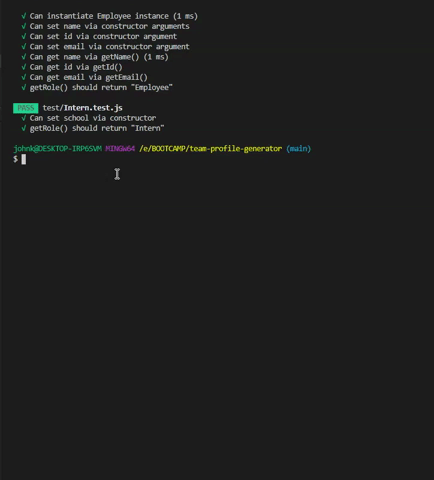 √ Can instantiate Employee instance (1 ms)
√ Can set name via constructor arguments
√ Can set id via constructor argument
√ Can set email via constructor argument
√ Can get name via getName() (1 ms)
√ Can get id via getId()
√ Can get email via getEmail()
√ getRole() should return "Employee"
PASS test/Intern.test.js
√ Can set school via constructor
√ getRole() should return "Intern"
johnk@DESKTOP-IRP6SVM MINGW64 /e/BOOTCAMP/team-profile-generator (main)
$